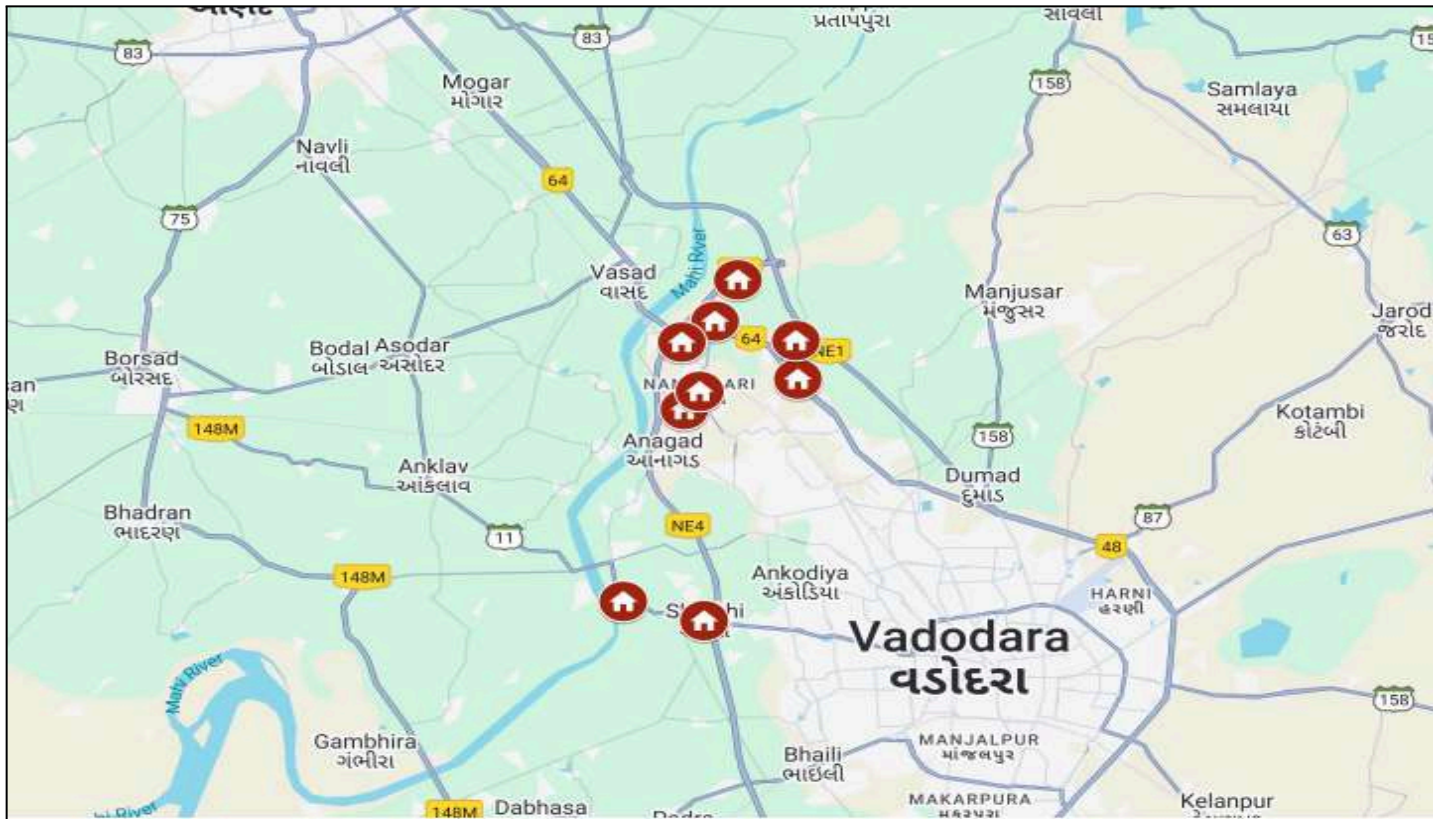 83
83
પ્રતાપપુરા
સાવલી
Mogar
મોગાર
158
Samlaya
સમલાયા
Navli
નાવલી
64
75
63
Mahi River
Vasad
વાસદ
Manjusar
મંજુસર
Jarod
જરોદ
64
NE1
Borsad
બોરસદ
Bodal
બોડાલ
Asodar
અસોદર
148M
Kotambi
કોટંબી
158
Anagad
આનાગડ
Anklav
આંકલાવ
Dumad
દુમાડ
Bhadran
ભાદરણ
87
11
NE4
48
148M
Ankodiya
અંકોડિયા
HARNI
હરણી
Vadodara
વડોદરા
Mahi River
158
Gambhira
ગંભીરા
MANJALPUR
માંજલપુર
Bhaili
ભાઇલી
MAKARPURA
મકરપુરા
Kelanpur
148M
Dabhasa
River